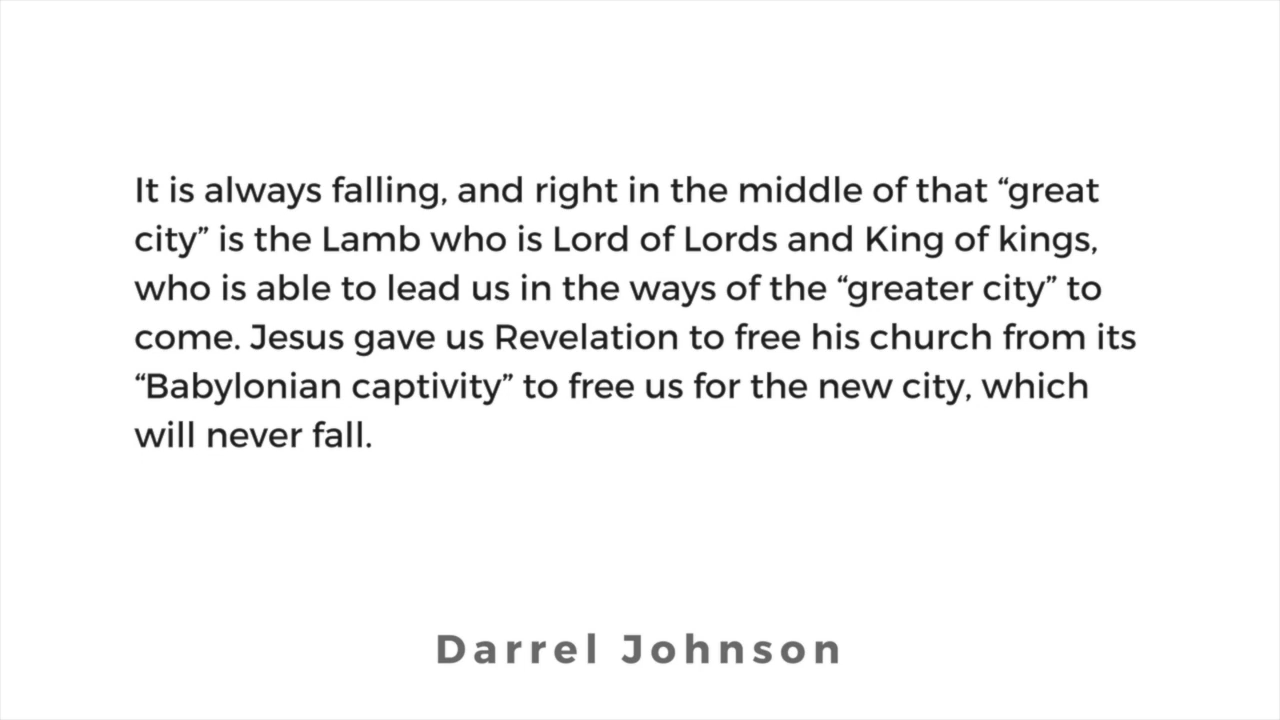 It is always falling, and right in the middle of that “great
city” is the Lamb who is Lord of Lords and King of kings,
who is able to lead us in the ways of the “greater city” to
come. Jesus gave us Revelation to free his church from its
“Babylonian captivity” to free us for the new city, which
will never fall.
Darrel Johnson